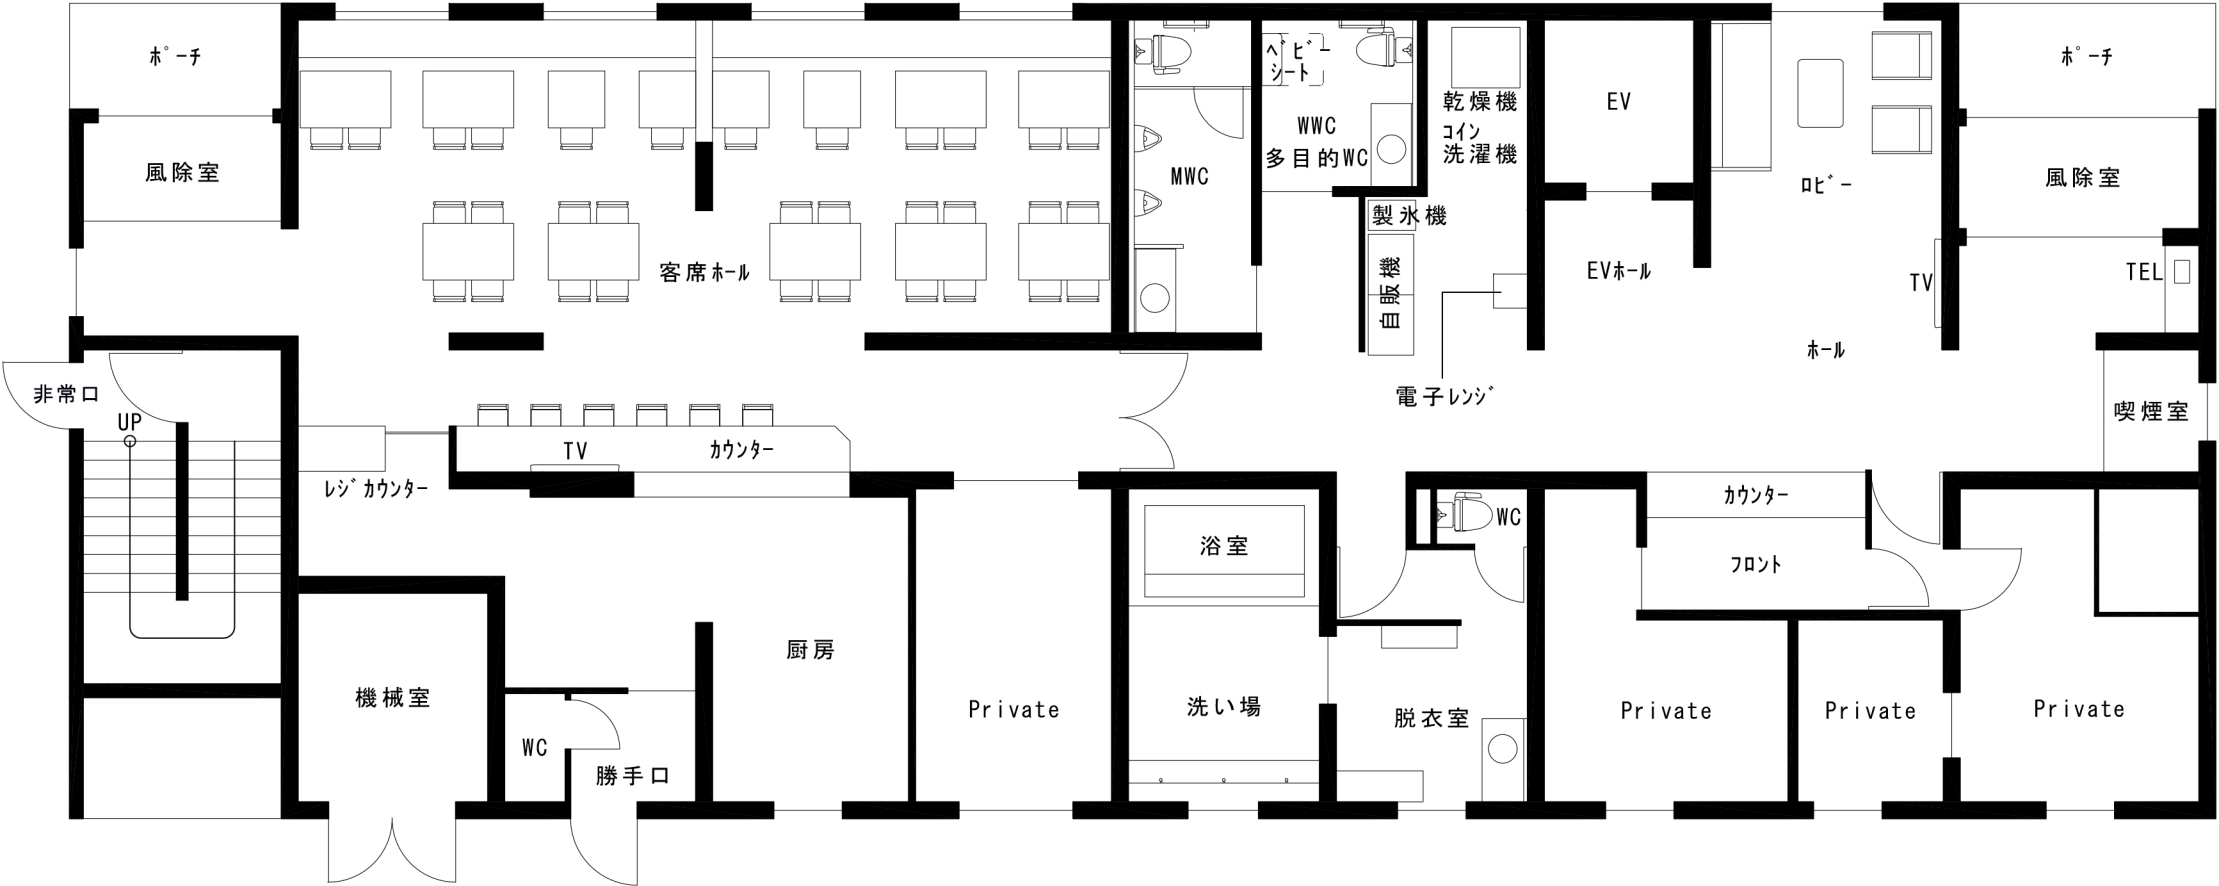 ﾎﾟｰﾁ
風除室
客席ﾎｰﾙ
非常口
UP
TV
ｶｳﾝﾀｰ
ﾚｼﾞｶｳﾝﾀｰ
機械室
WC
勝手口
厨房
Private
MWC
ﾍﾞﾋﾞｰ
ｼｰﾄ
WWC
多目的WC
乾燥機
ｺｲﾝ
洗濯機
製氷機
自販機
電子ﾚﾝｼﾞ
EV
EVﾎｰﾙ
ﾛﾋﾞｰ
TV
ﾎｰﾙ
ﾎﾟｰﾁ
風除室
TEL
喫煙室
浴室
洗い場
WC
脱衣室
ｶｳﾝﾀｰ
ﾌﾛﾝﾄ
Private
Private
Private